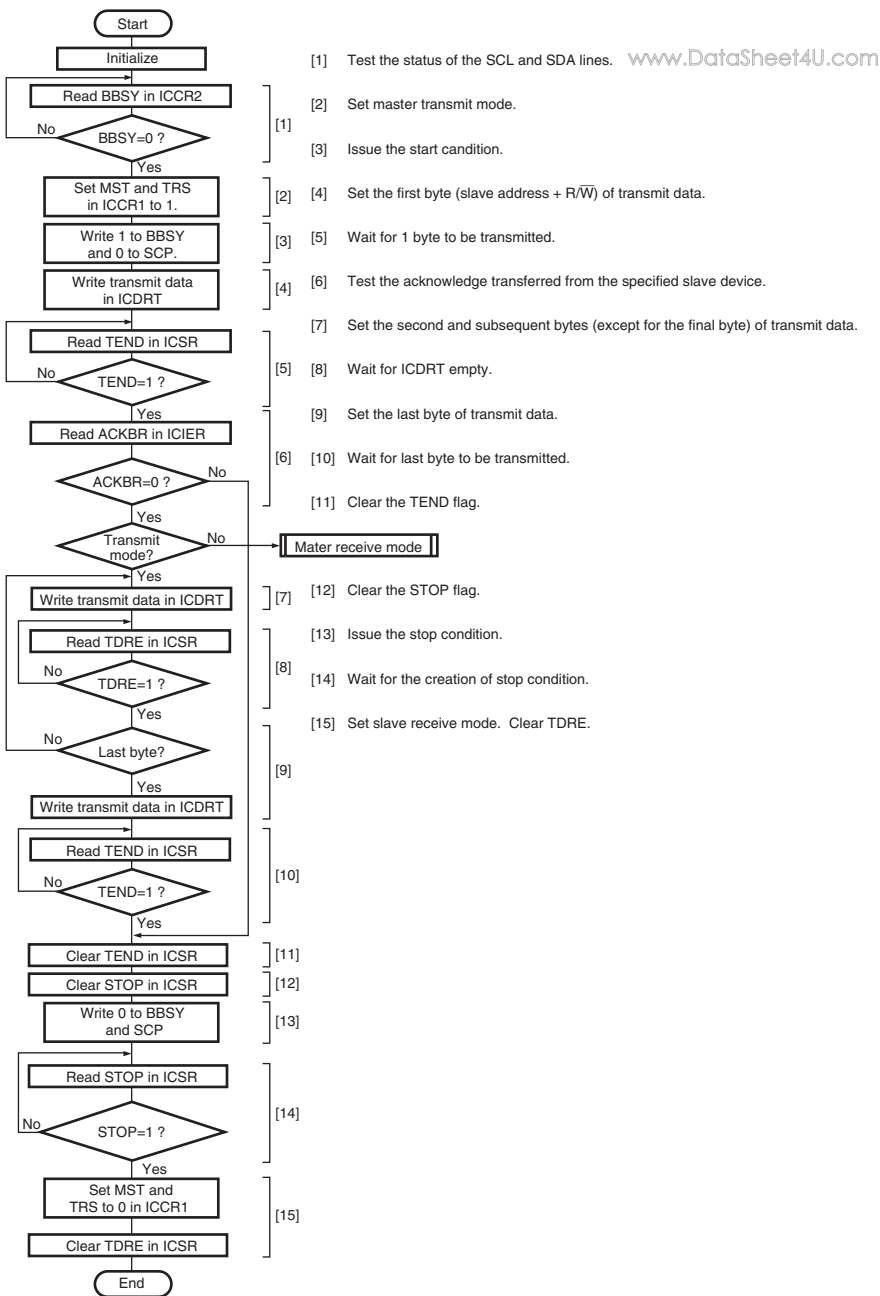 Start
Initialize
Read BBSY in ICCR2
No
BBSY=0 ?
[1]
Yes
Set MST and TRS
in ICCR1 to 1.
[2]
Write 1 to BBSY
and 0 to SCP.
[3]
Write transmit data
in ICDRT
[4]
Read TEND in ICSR
No
TEND=1 ?
[5]
Yes
Read ACKBR in ICIER
[6]
No
ACKBR=0 ?
Yes
Transmit
mode?
No
Mater receive mode
Yes
Write transmit data in ICDRT
[7]
Read TDRE in ICSR
[8]
No
TDRE=1 ?
Yes
No
Last byte?
[9]
Yes
Write transmit data in ICDRT
Read TEND in ICSR
[10]
No
TEND=1 ?
Yes
Clear TEND in ICSR
[11]
Clear STOP in ICSR
[12]
Write 0 to BBSY
and SCP
[13]
Read STOP in ICSR
[14]
No
STOP=1 ?
Yes
Set MST and
TRS to 0 in ICCR1
[15]
Clear TDRE in ICSR
End
[1] Test the status of the SCL and SDA lines.
www.DataSheet4U.com
[2] Set master transmit mode.
[3] Issue the start candition.
[4] Set the first byte (slave address + R/W̅) of transmit data.
[5] Wait for 1 byte to be transmitted.
[6] Test the acknowledge transferred from the specified slave device.
[7] Set the second and subsequent bytes (except for the final byte) of transmit data.
[8] Wait for ICDRT empty.
[9] Set the last byte of transmit data.
[10] Wait for last byte to be transmitted.
[11] Clear the TEND flag.
[12] Clear the STOP flag.
[13] Issue the stop condition.
[14] Wait for the creation of stop condition.
[15] Set slave receive mode. Clear TDRE.